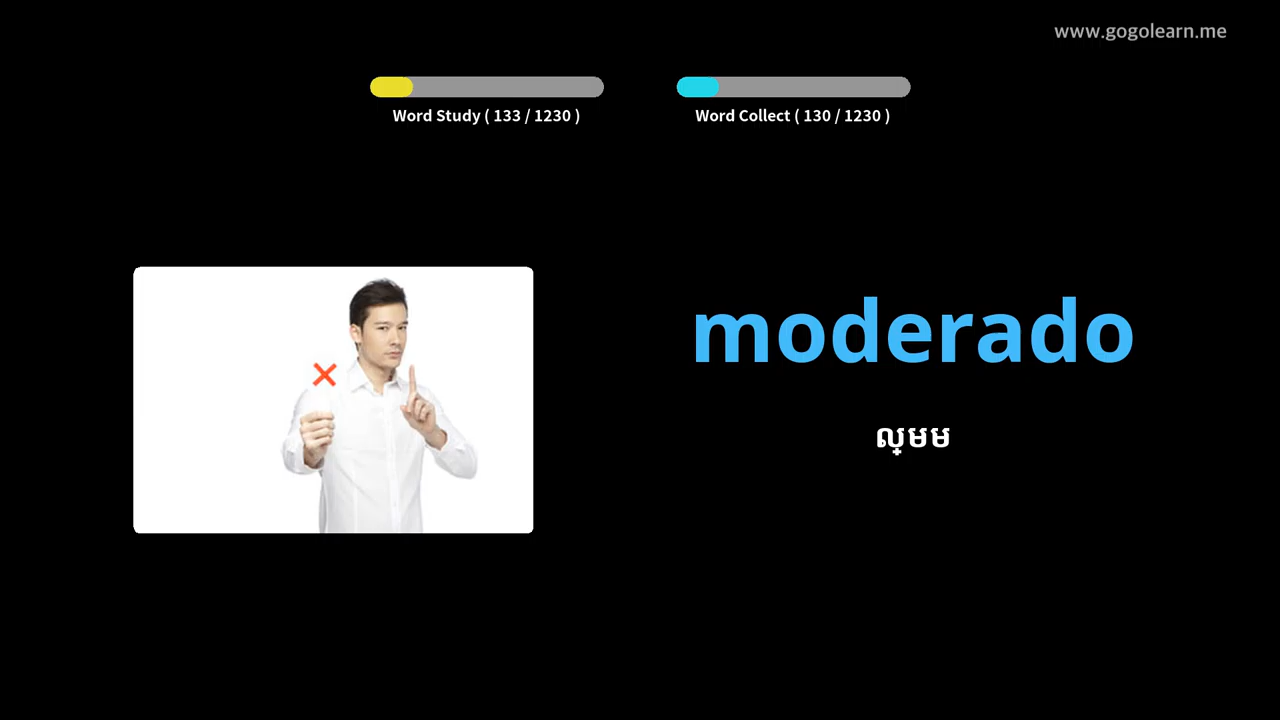 www.gogolearn.me
Word Study ( 133 / 1230 )
Word Collect ( 130 / 1230 )
moderado
ល្មម